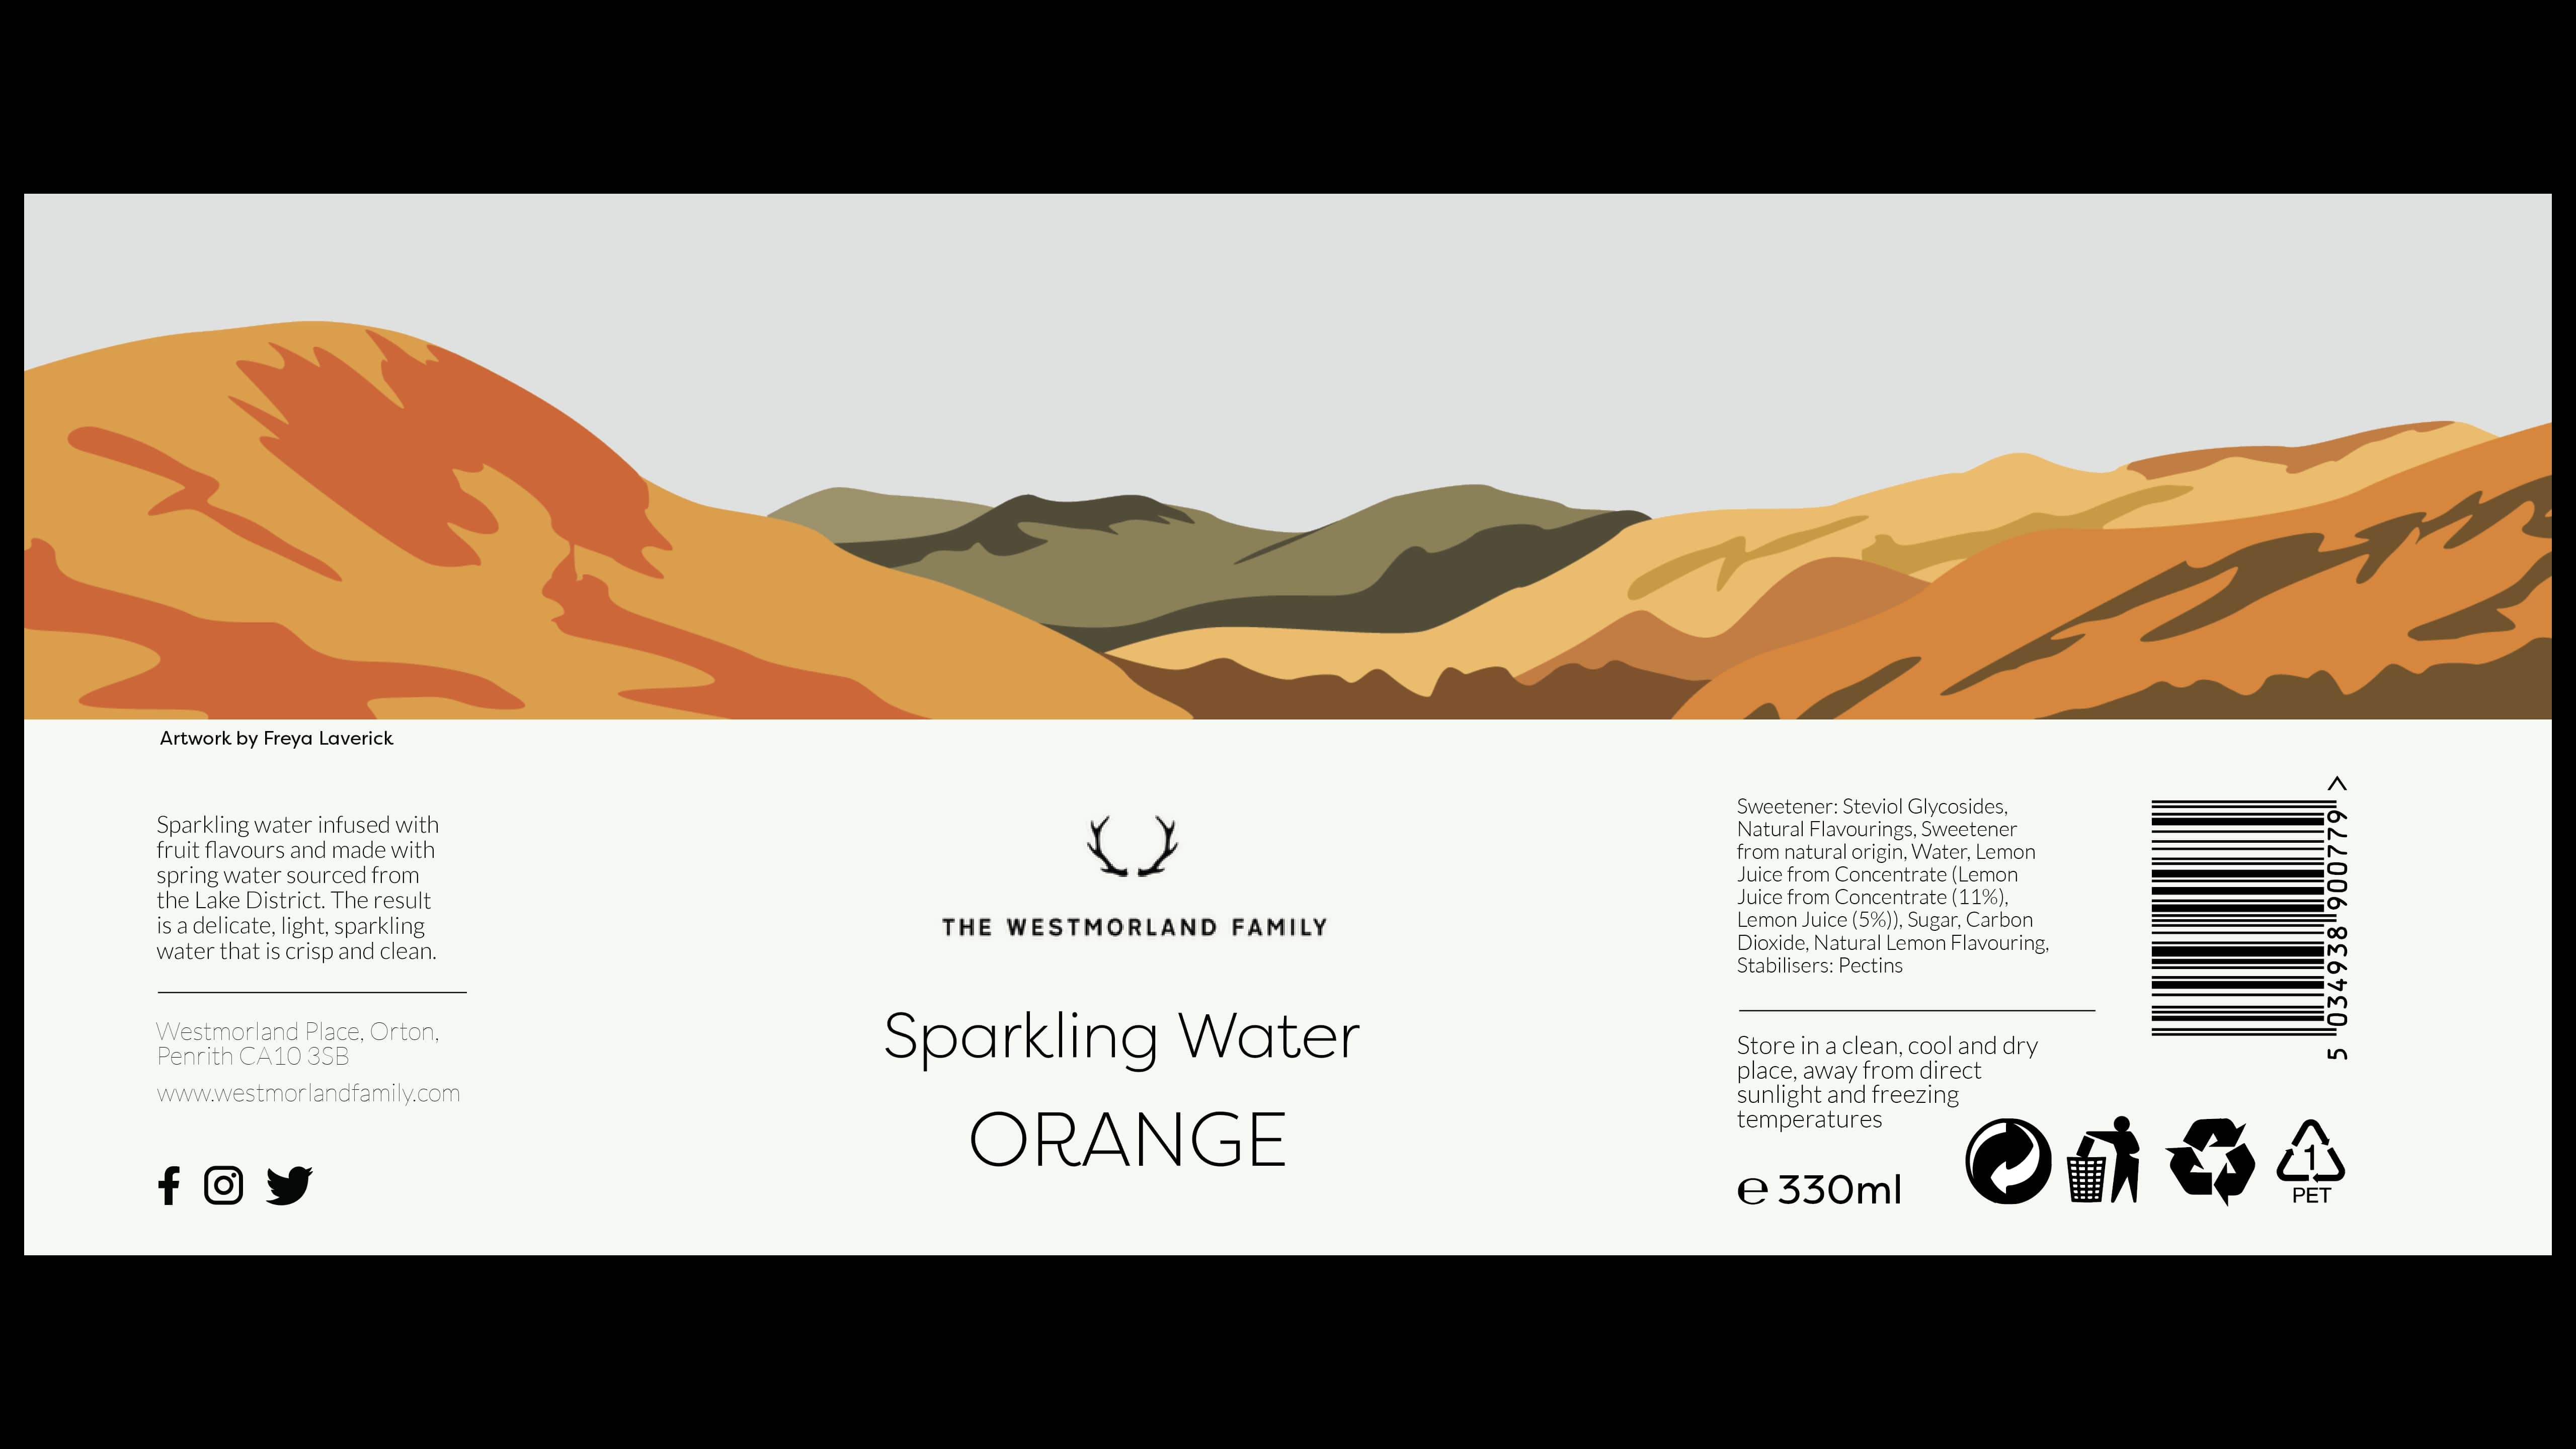 Artwork by Freya Laverick
Sparkling water infused with
fruit flavours and made with
spring water sourced from
the Lake District. The result
is a delicate, light, sparkling
water that is crisp and clean.
Westmorland Place, Orton,
Penrith CA10 3SB
www.westmorlandfamily.com
THE WESTMORLAND FAMILY
Sparkling Water
ORANGE
Sweetener: Steviol Glycosides,
Natural Flavourings, Sweetener
from natural origin, Water, Lemon
Juice from Concentrate (Lemon
Juice from Concentrate (11%),
Lemon Juice (5%)), Sugar, Carbon
Dioxide, Natural Lemon Flavouring,
Stabilisers: Pectins
Store in a clean, cool and dry
place, away from direct
sunlight and freezing
temperatures
℮ 330ml
5 034938 900779 >
1
PET